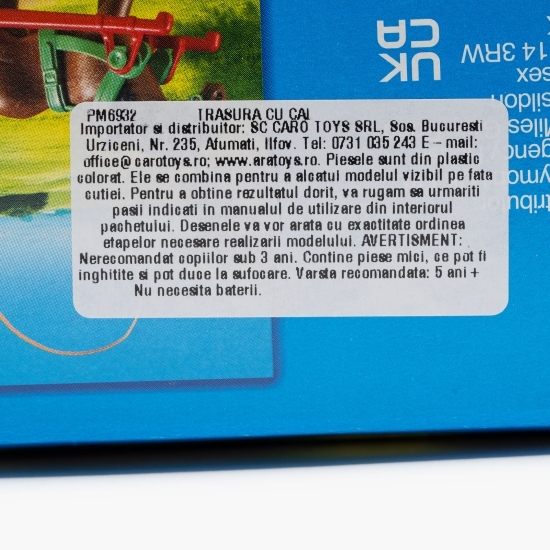 PM6932 TRASURA CU CAI
Importator si distribuitor: SC CARO TOYS SRL, Sos. Bucuresti
Urziceni, Nr. 235, Afumati, Ilfov. Tel: 0731 035 243 E – mail:
office@carotoys.ro; www.aratoys.ro. Piesele sunt din plastic
colorat. Ele se combina pentru a alcatui modelul vizibil pe fata
cutiei. Pentru a obtine rezultatul dorit, va rugam sa urmariti
pasii indicati in manualul de utilizare din interiorul
pachetului. Desenele va vor arata cu exactitate ordinea
etapelor necesare realizarii modelului. AVERTISMENT:
Nerecomandat copiilor sub 3 ani. Contine piese mici, ce pot fi
inghitite si pot duce la sufocare. Varsta recomandata: 5 ani +
Nu necesita baterii.
UK
CA
14 3RW